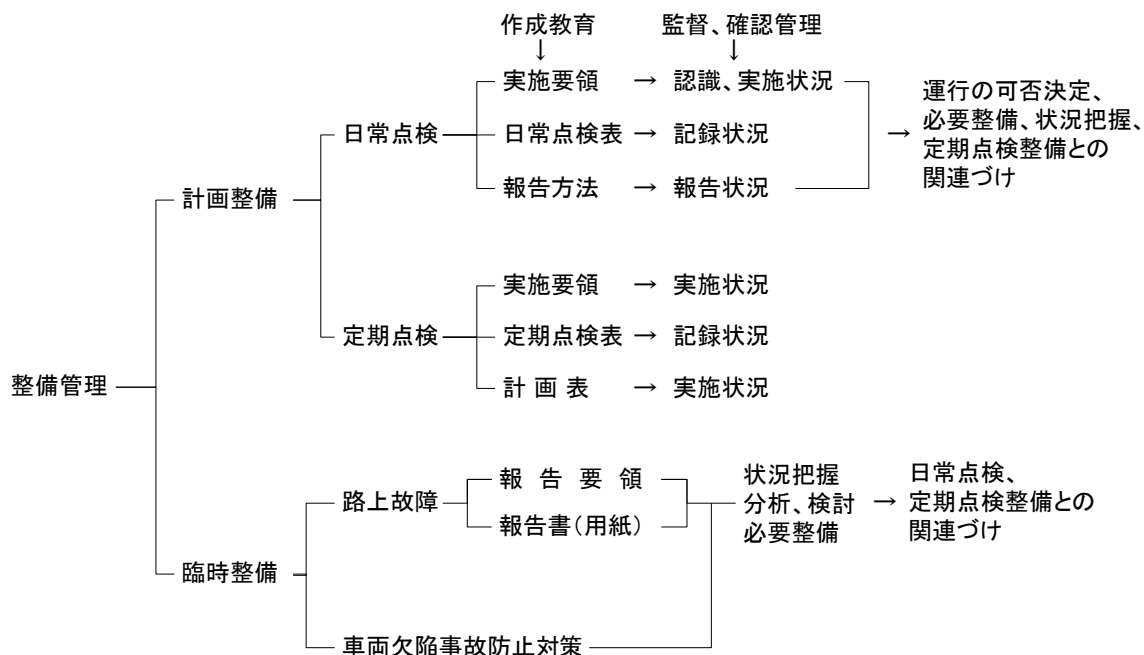 作成教育　監督、確認管理
↓　↓
実施要領 → 認識、実施状況
日常点検 日常点検表 → 記録状況
報告方法 → 報告状況
→ 運行の可否決定、
必要整備、状況把握、
定期点検整備との
関連づけ
計画整備
実施要領 → 実施状況
定期点検 定期点検表 → 記録状況
計 画 表 → 実施状況
整備管理
報 告 要 領
路上故障
報告書（用紙）
状況把握
分析、検討
必要整備
→ 日常点検、
定期点検整備との
関連づけ
臨時整備
車両欠陥事故防止対策